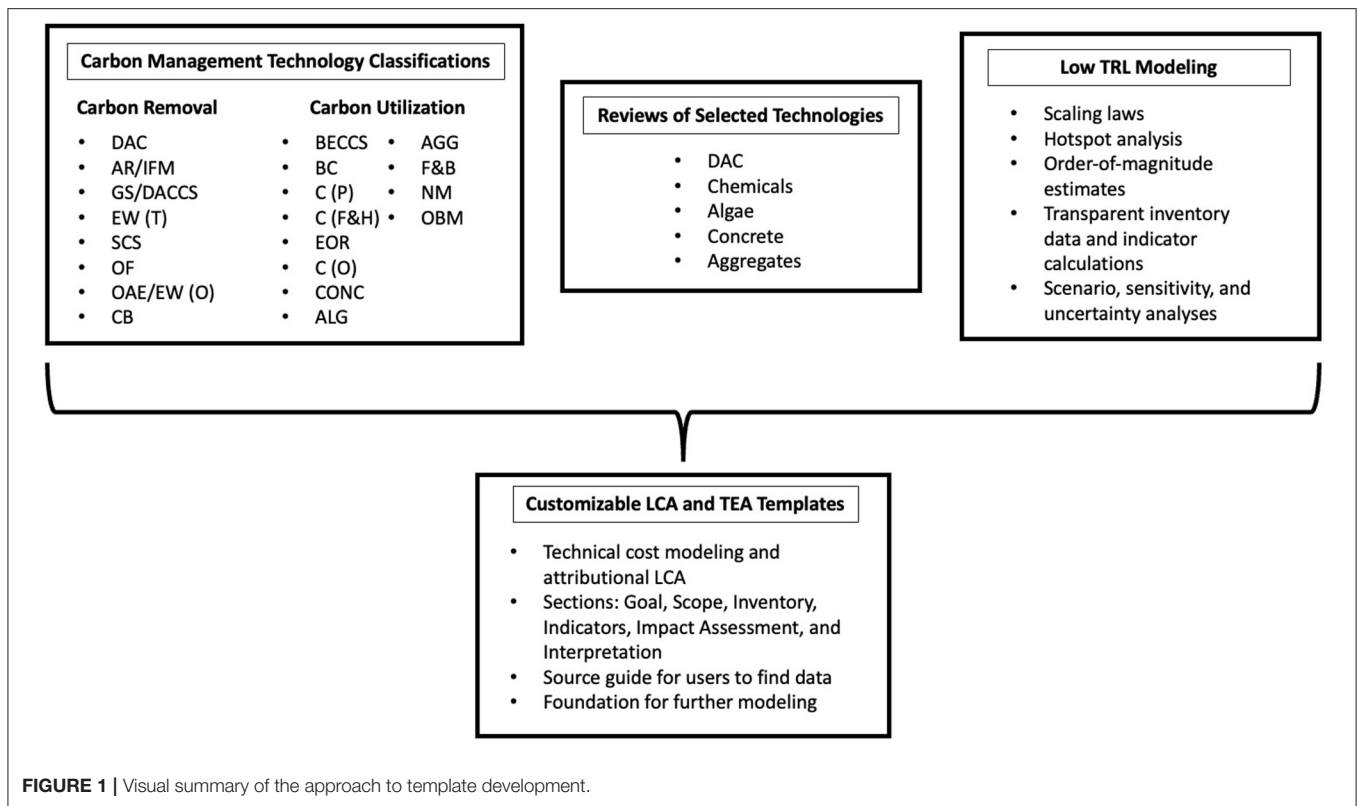 Carbon Management Technology Classifications
Carbon Removal
• DAC
• AR/IFM
• GS/DACCS
• EW (T)
• SCS
• OF
• OAE/EW (O)
• CB
Carbon Utilization
• BECCS
• BC
• C (P)
• C (F&H)
• EOR
• C (O)
• CONC
• ALG
• AGG
• F&B
• NM
• OBM
Reviews of Selected Technologies
• DAC
• Chemicals
• Algae
• Concrete
• Aggregates
Low TRL Modeling
• Scaling laws
• Hotspot analysis
• Order-of-magnitude
estimates
• Transparent inventory
data and indicator
calculations
• Scenario, sensitivity, and
uncertainty analyses
Customizable LCA and TEA Templates
• Technical cost modeling and
attributional LCA
• Sections: Goal, Scope, Inventory,
Indicators, Impact Assessment, and
Interpretation
• Source guide for users to find data
• Foundation for further modeling
FIGURE 1 | Visual summary of the approach to template development.